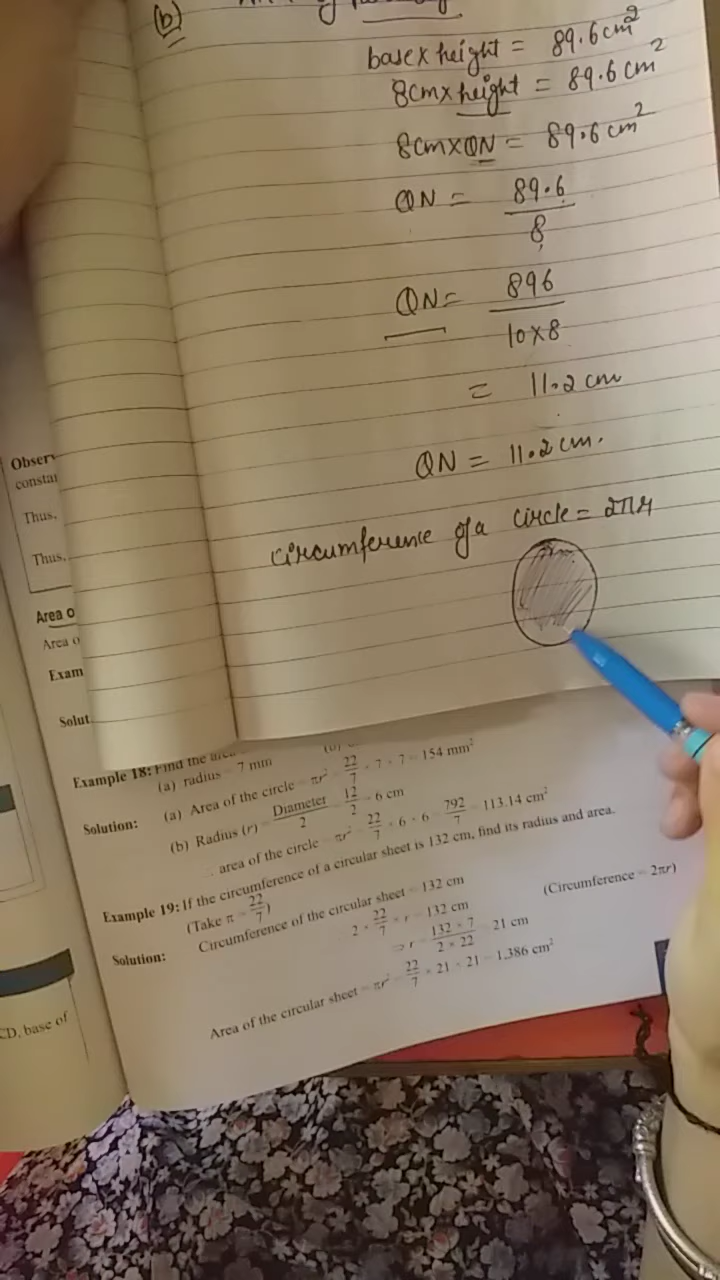 (b)
base x height = 89.6 cm²
8cm x height = 89.6 cm²
8cm x QN = 89.6 cm²
QN = 89.6 / 8
QN = 896 / 10 x 8
= 11.2 cm
QN = 11.2 cm.
Circumference of a Circle = 2πr
Obser
consta
Thus,
Thus,
Area o
Area o
Exam
Solut
CD, base of
Example 18: Find the
(a) radius = 7 mm
Solution: (a) Area of the circle = πr² = 22/7 × 7 × 7 = 154 mm²
(b) Radius (r) = Diameter/2 = 12/2 = 6 cm
∴ area of the circle = πr² = 22/7 × 6 × 6 = 792/7 = 113.14 cm²
Example 19: If the circumference of a circular sheet is 132 cm, find its radius and area.
(Take π = 22/7)
Solution: Circumference of the circular sheet = 132 cm (Circumference = 2πr)
2 × 22/7 × r = 132 cm
⇒ r = 132 × 7 / 2 × 22 = 21 cm
Area of the circular sheet = πr² = 22/7 × 21 × 21 = 1,386 cm²